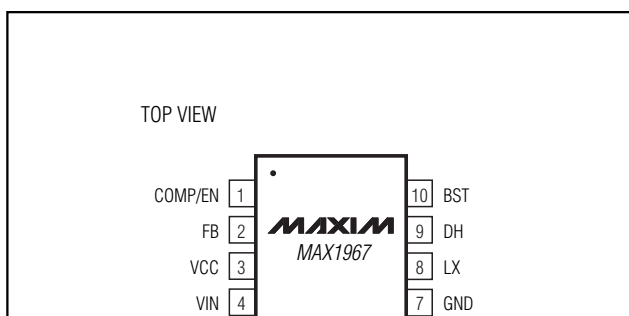 TOP VIEW
COMP/EN 1 10 BST
FB 2 MAXIM 9 DH
MAX1967
VCC 3 8 LX
VIN 4 7 GND